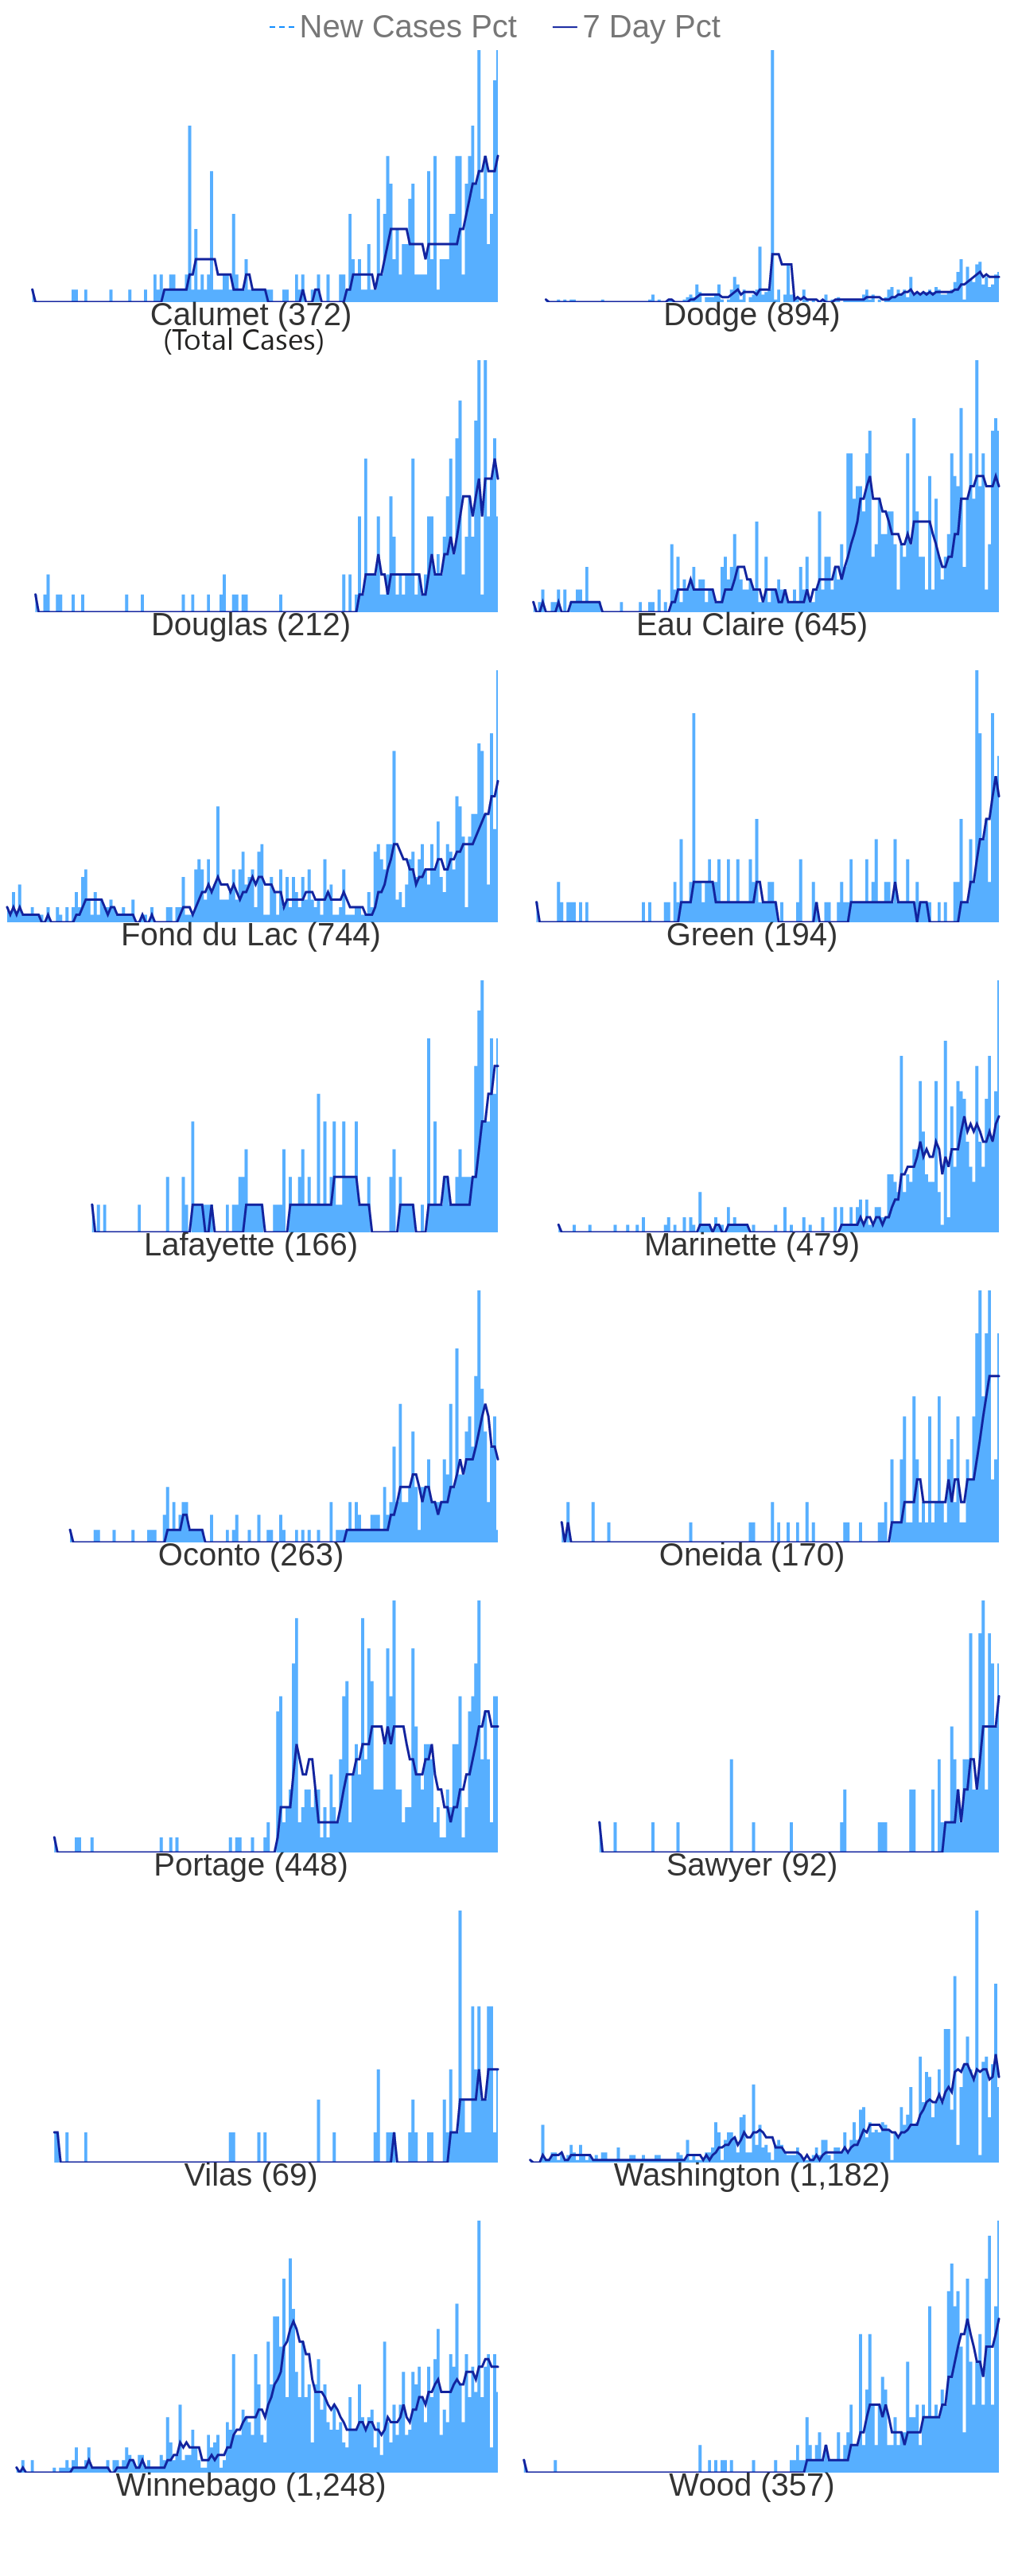 New Cases Pct 7 Day Pct
Calumet (372) Dodge (894)
(Total Cases)
Douglas (212) Eau Claire (645)
Fond du Lac (744) Green (194)
Lafayette (166) Marinette (479)
Oconto (263) Oneida (170)
Portage (448) Sawyer (92)
Vilas (69) Washington (1,182)
Winnebago (1,248) Wood (357)